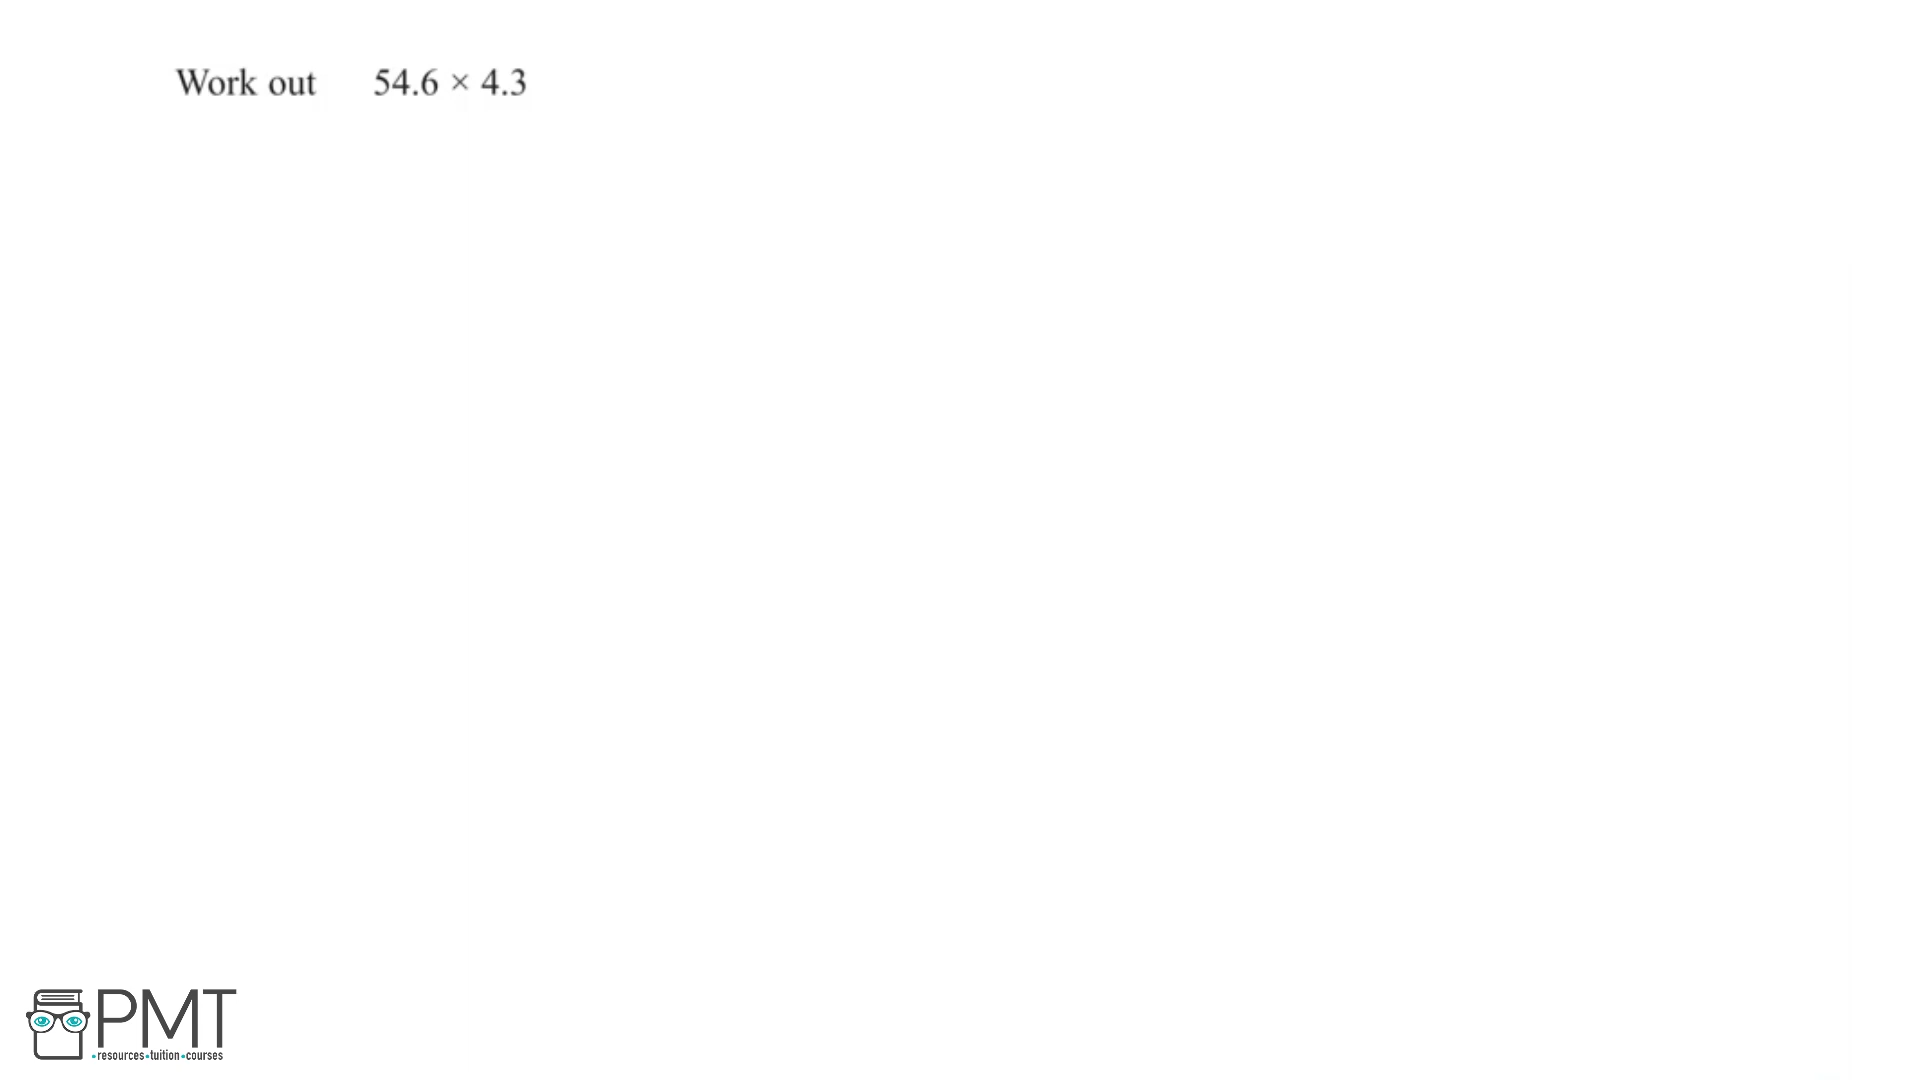 Work out 54.6 × 4.3
PMT
•resources•tuition•courses